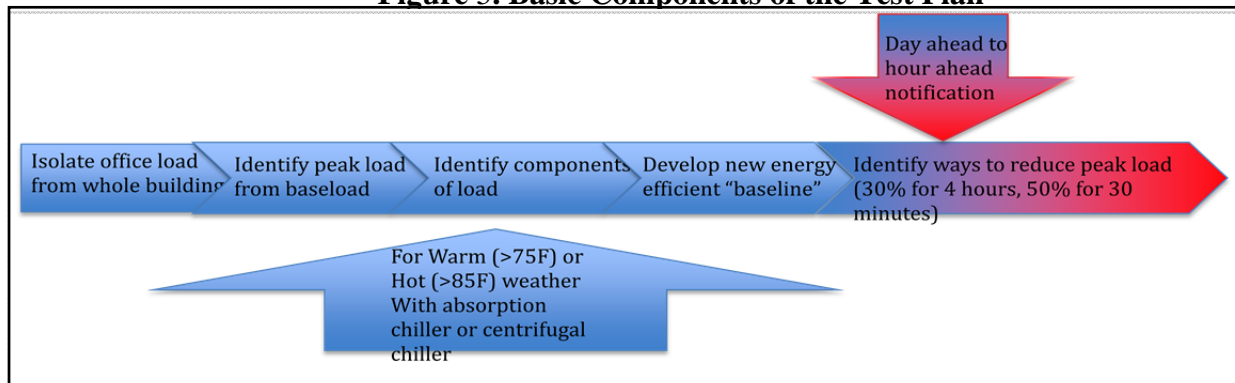 Figure 5: Basic Components of the Test Plan
Day ahead to
hour ahead
notification
Isolate office load
from whole building
Identify peak load
from baseload
Identify components
of load
Develop new energy
efficient “baseline”
Identify ways to reduce peak load
(30% for 4 hours, 50% for 30
minutes)
For Warm (>75F) or
Hot (>85F) weather
With absorption
chiller or centrifugal
chiller